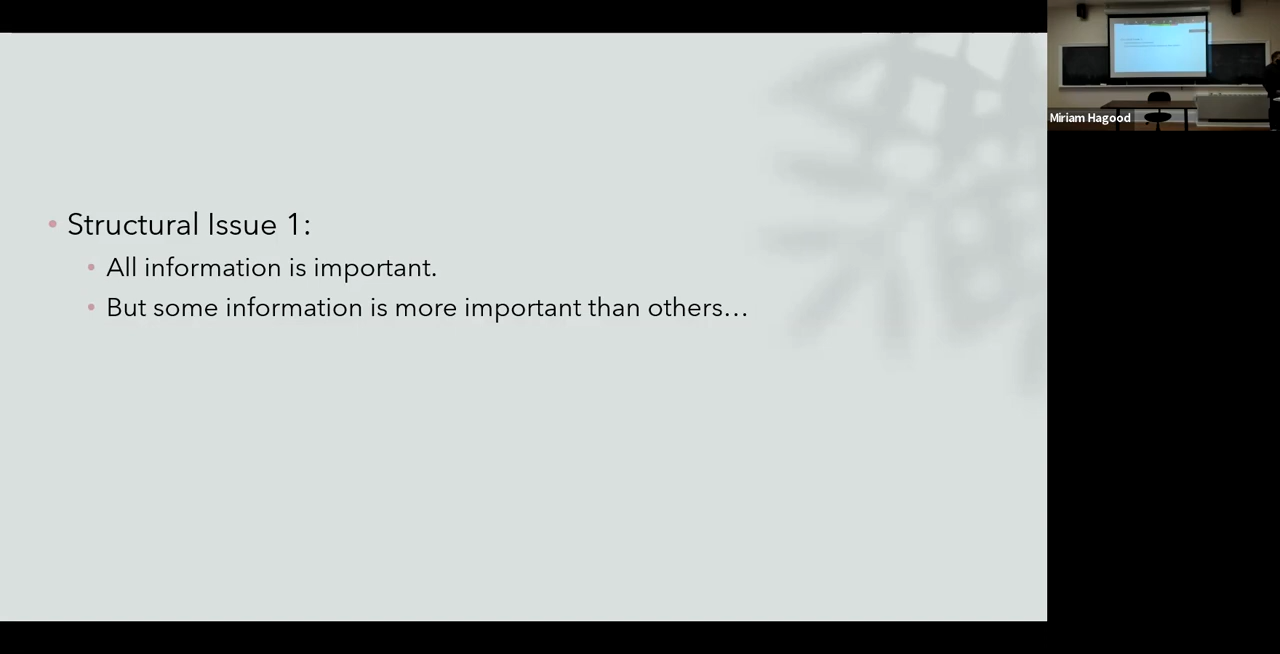 Structural Issue 1:
All information is important.
But some information is more important than others…
Miriam Hagood